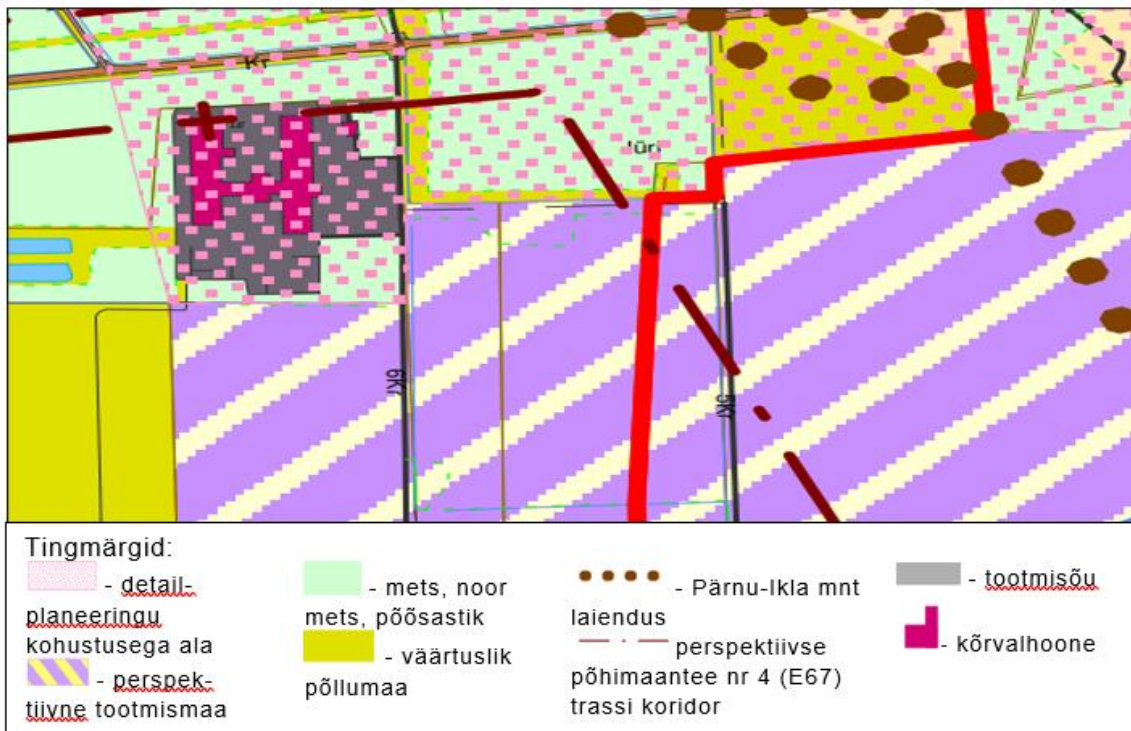 Kr
'ür
6Kr
5Kr
Tingmärgid:
- detail-
planeeringu
kohustusega ala
- perspek-
tiivne tootmismaa
- mets, noor
mets, põõsastik
- väärtuslik
põllumaa
- Pärnu-Ikla mnt
laiendus
perspektiivse
põhimaantee nr 4 (E67)
trassi koridor
- tootmisõu
- kõrvalhoone